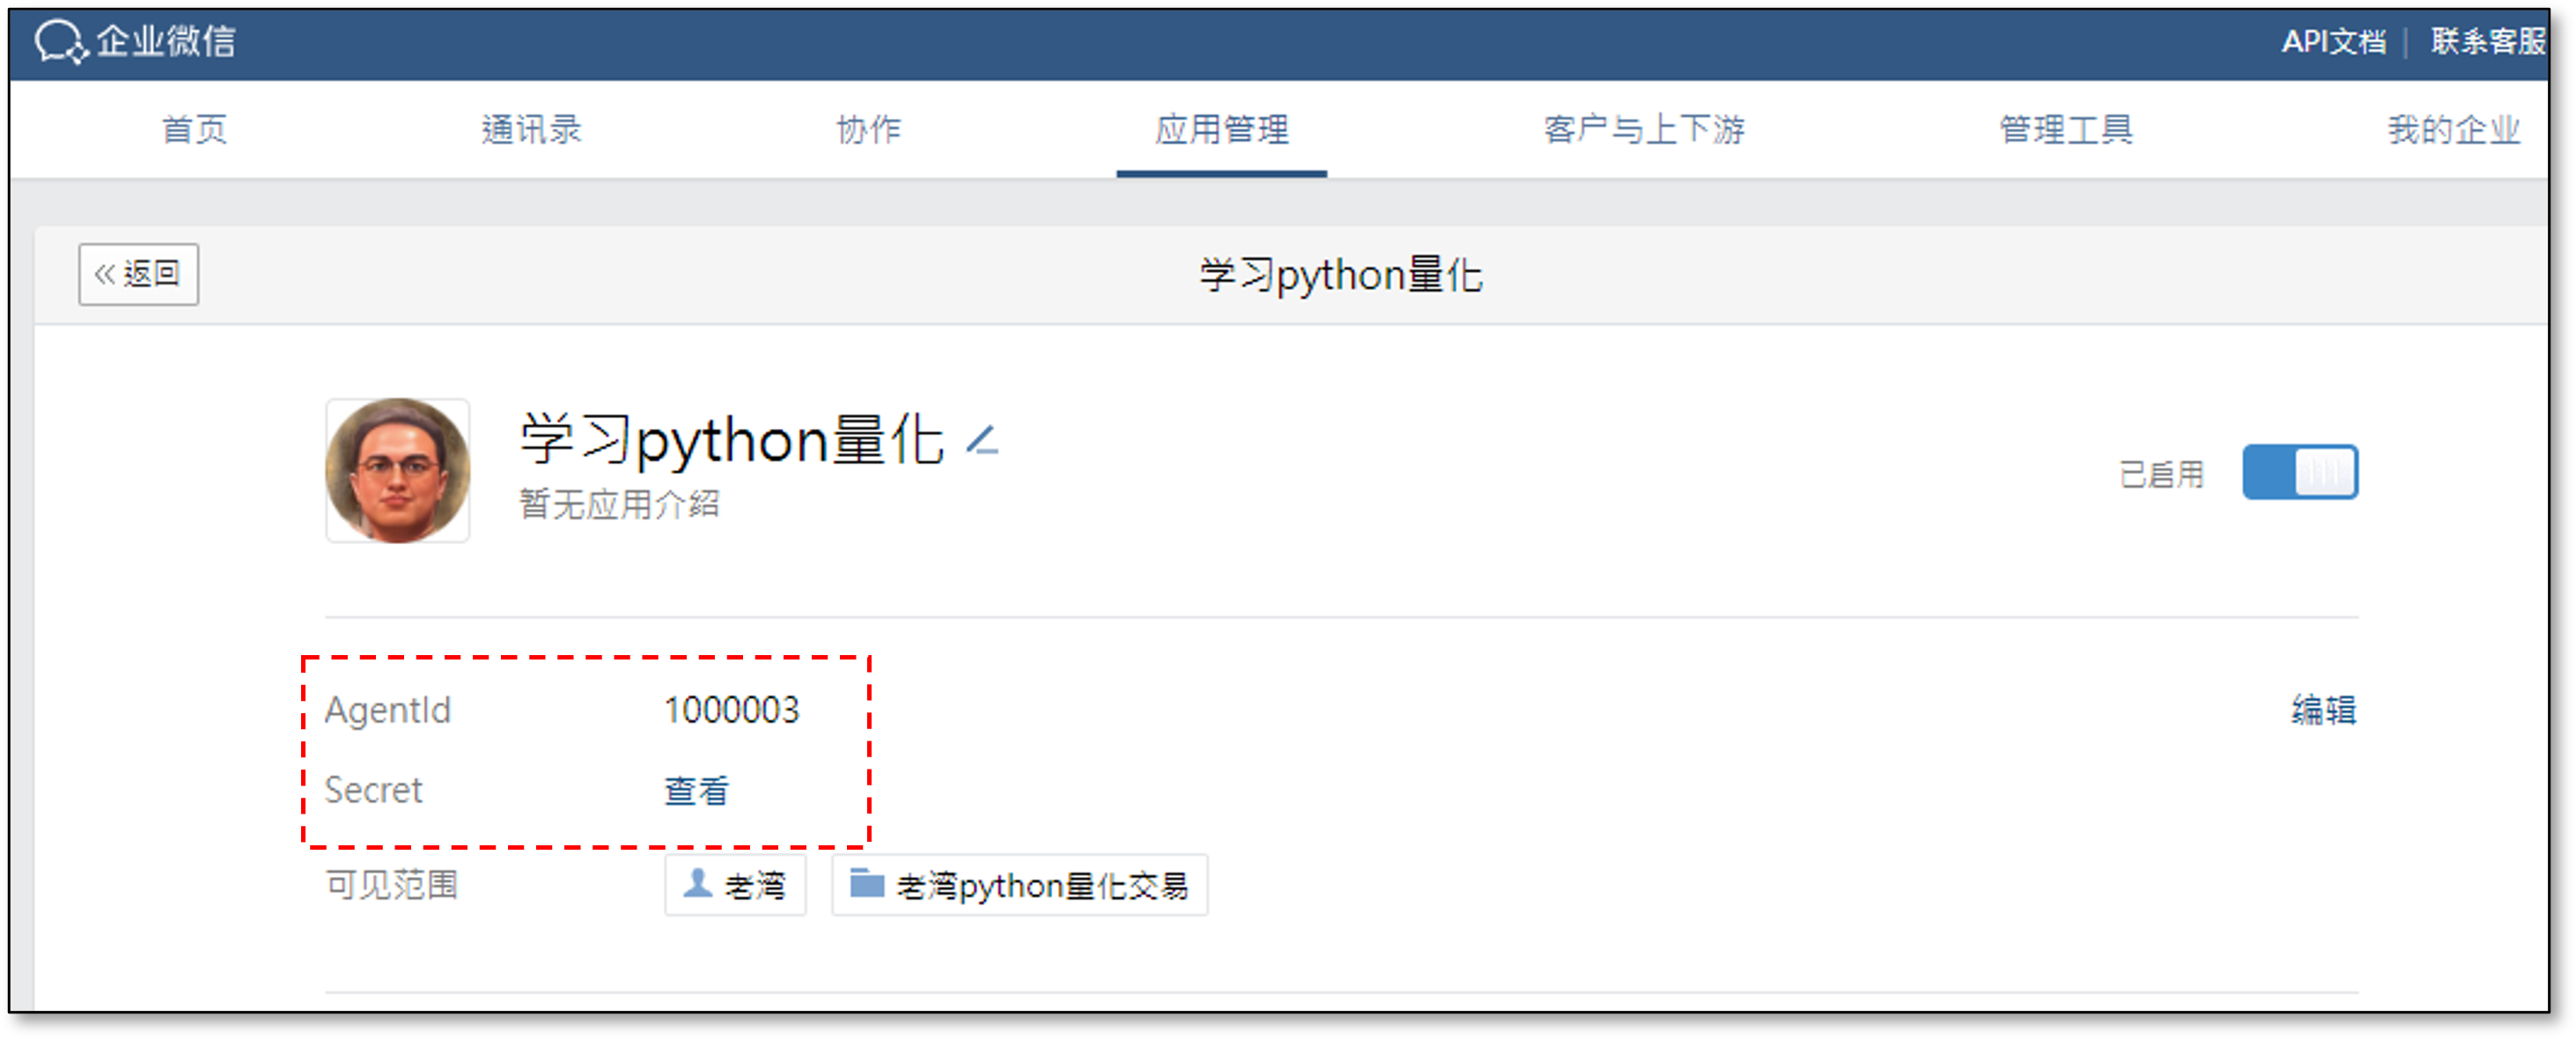 企业微信
API文档 | 联系客服
首页 通讯录 协作 应用管理 客户与上下游 管理工具 我的企业
« 返回 学习python量化
学习python量化
暂无应用介绍
已启用
AgentId 1000003 编辑
Secret 查看
可见范围 老湾 老湾python量化交易